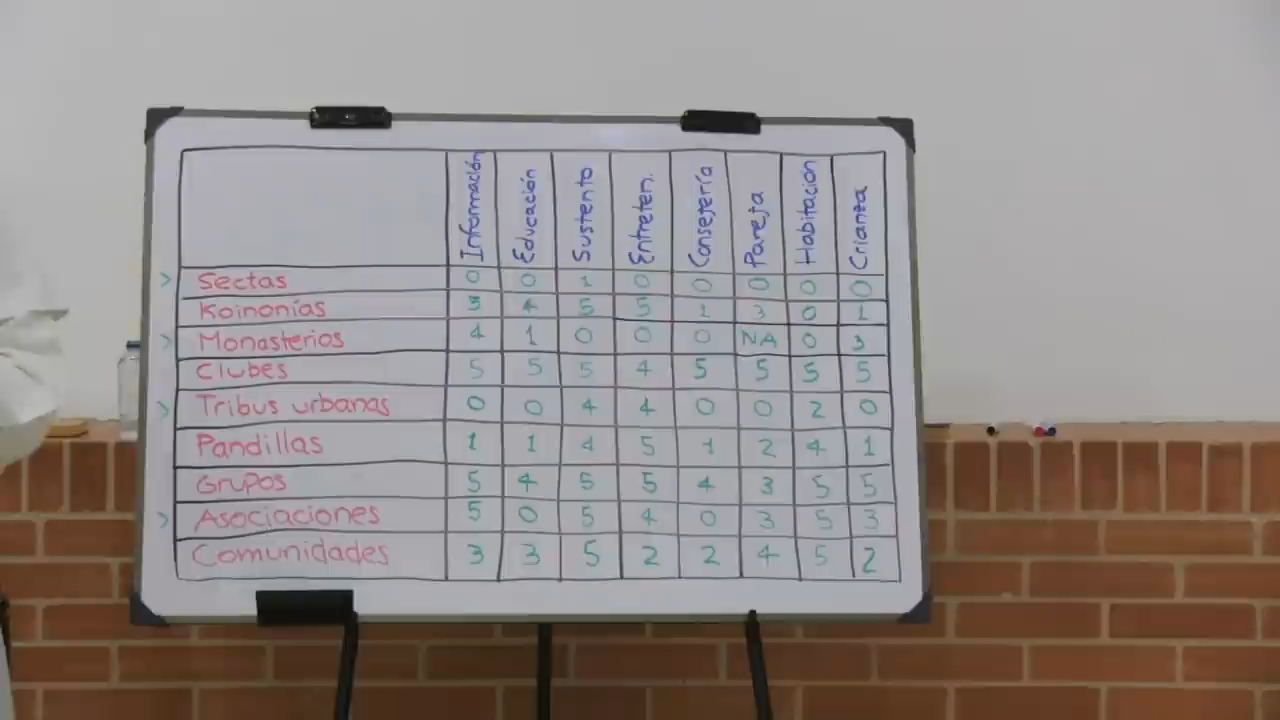 Información Educación Sustento Entreten. Consejería Pareja Habitación Crianza
> Sectas 0 0 1 0 0 0 0 0
Koinonías 3 4 5 5 1 3 0 1
> Monasterios 4 1 0 0 0 NA 0 3
Clubes 5 5 5 4 5 5 5 5
> Tribus urbanas 0 0 4 4 0 0 2 0
Pandillas 1 1 4 5 1 2 4 1
Grupos 5 4 5 5 4 3 5 5
> Asociaciones 5 0 5 4 0 3 5 3
Comunidades 3 3 5 2 2 4 5 2